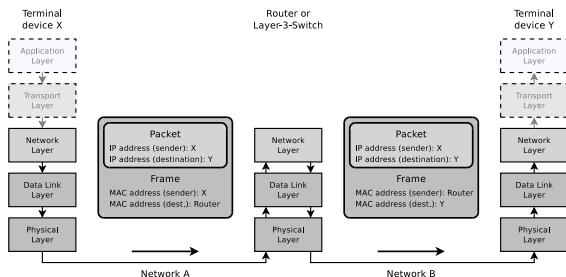 Terminal
device X
Router or
Layer-3-Switch
Terminal
device Y
Application
Layer
Transport
Layer
Network
Layer
Data Link
Layer
Physical
Layer
Packet
IP address (sender): X
IP address (destination): Y
Frame
MAC address (sender): X
MAC address (dest.): Router
Network
Layer
Data Link
Layer
Physical
Layer
Packet
IP address (sender): X
IP address (destination): Y
Frame
MAC address (sender): Router
MAC address (dest.): Y
Application
Layer
Transport
Layer
Network
Layer
Data Link
Layer
Physical
Layer
Network A
Network B